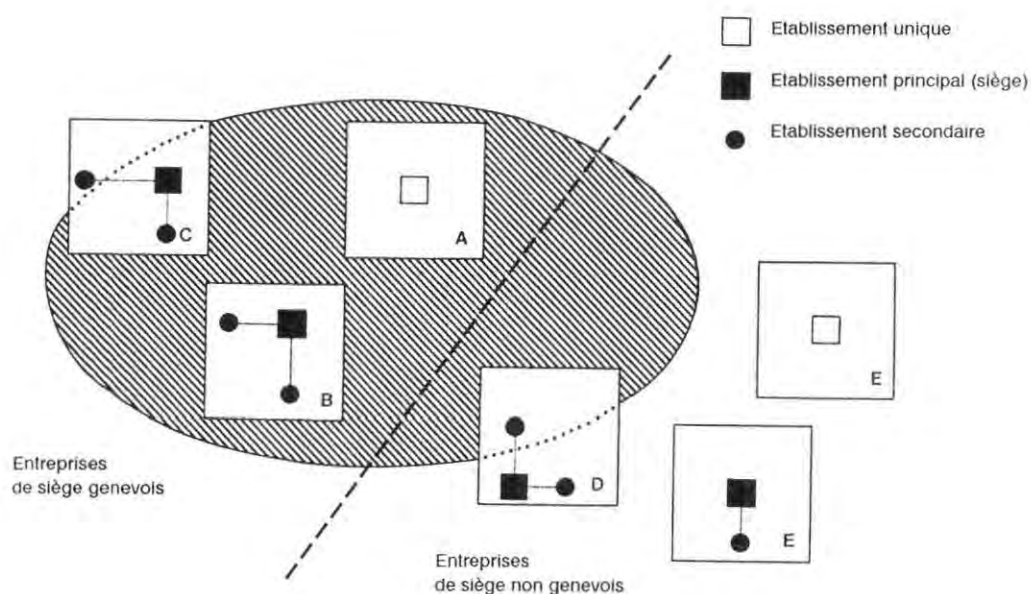 Etablissement unique
Etablissement principal (siège)
Etablissement secondaire
C
A
B
E
D
E
Entreprises
de siège genevois
Entreprises
de siège non genevois